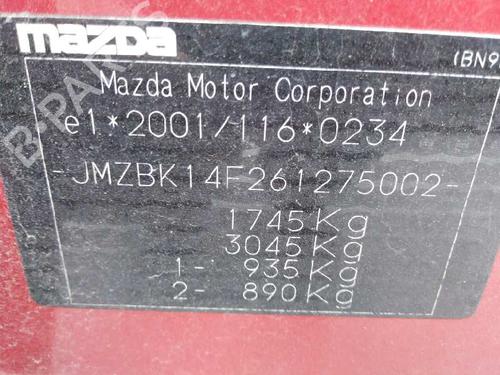 mazda
(BN9
Mazda Motor Corporation
e1*2001/116*0234
-JMZBK14F261275002-
1745 Kg
3045 Kg
1- 935 Kg
2- 890 Kg
B-PARTS